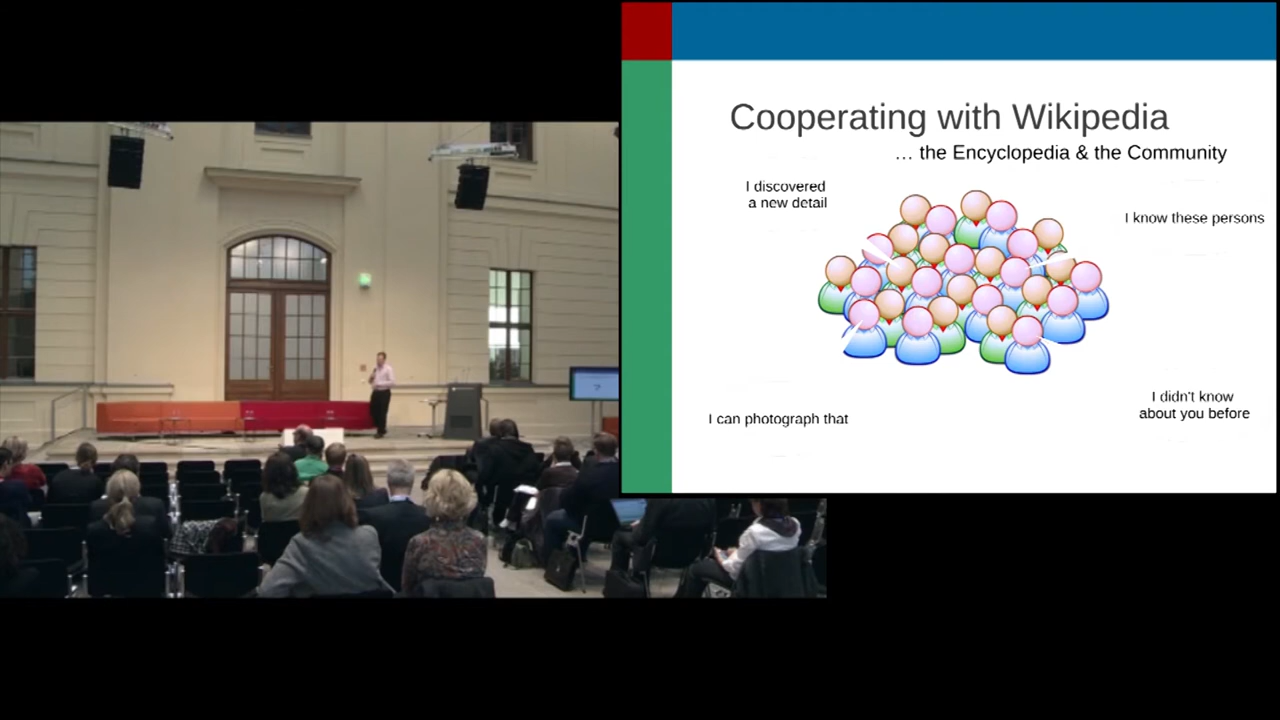 Cooperating with Wikipedia
… the Encyclopedia & the Community
I discovered
a new detail
I know these persons
I can photograph that
I didn't know
about you before